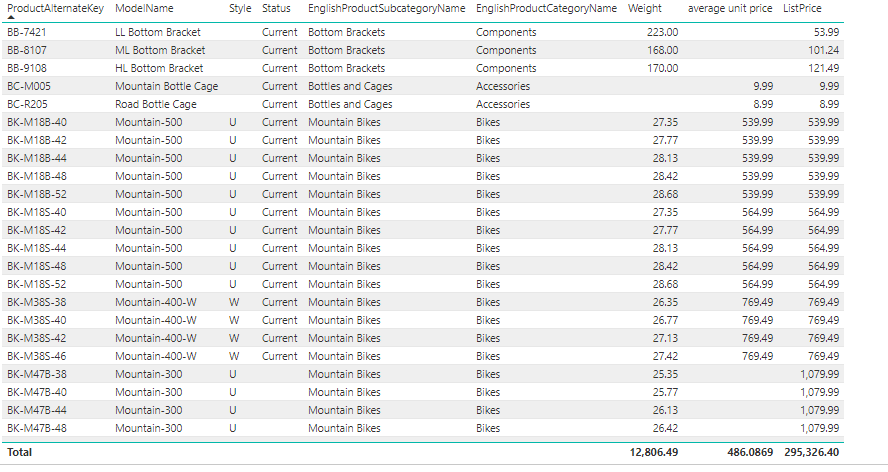 ProductAlternateKey ModelName Style Status EnglishProductSubcategoryName EnglishProductCategoryName Weight average unit price ListPrice
BB-7421 LL Bottom Bracket Current Bottom Brackets Components 223.00 53.99
BB-8107 ML Bottom Bracket Current Bottom Brackets Components 168.00 101.24
BB-9108 HL Bottom Bracket Current Bottom Brackets Components 170.00 121.49
BC-M005 Mountain Bottle Cage Current Bottles and Cages Accessories 9.99 9.99
BC-R205 Road Bottle Cage Current Bottles and Cages Accessories 8.99 8.99
BK-M18B-40 Mountain-500 U Current Mountain Bikes Bikes 27.35 539.99 539.99
BK-M18B-42 Mountain-500 U Current Mountain Bikes Bikes 27.77 539.99 539.99
BK-M18B-44 Mountain-500 U Current Mountain Bikes Bikes 28.13 539.99 539.99
BK-M18B-48 Mountain-500 U Current Mountain Bikes Bikes 28.42 539.99 539.99
BK-M18B-52 Mountain-500 U Current Mountain Bikes Bikes 28.68 539.99 539.99
BK-M18S-40 Mountain-500 U Current Mountain Bikes Bikes 27.35 564.99 564.99
BK-M18S-42 Mountain-500 U Current Mountain Bikes Bikes 27.77 564.99 564.99
BK-M18S-44 Mountain-500 U Current Mountain Bikes Bikes 28.13 564.99 564.99
BK-M18S-48 Mountain-500 U Current Mountain Bikes Bikes 28.42 564.99 564.99
BK-M18S-52 Mountain-500 U Current Mountain Bikes Bikes 28.68 564.99 564.99
BK-M38S-38 Mountain-400-W W Current Mountain Bikes Bikes 26.35 769.49 769.49
BK-M38S-40 Mountain-400-W W Current Mountain Bikes Bikes 26.77 769.49 769.49
BK-M38S-42 Mountain-400-W W Current Mountain Bikes Bikes 27.13 769.49 769.49
BK-M38S-46 Mountain-400-W W Current Mountain Bikes Bikes 27.42 769.49 769.49
BK-M47B-38 Mountain-300 U Mountain Bikes Bikes 25.35 1,079.99
BK-M47B-40 Mountain-300 U Mountain Bikes Bikes 25.77 1,079.99
BK-M47B-44 Mountain-300 U Mountain Bikes Bikes 26.13 1,079.99
BK-M47B-48 Mountain-300 U Mountain Bikes Bikes 26.42 1,079.99
Total 12,806.49 486.0869 295,326.40